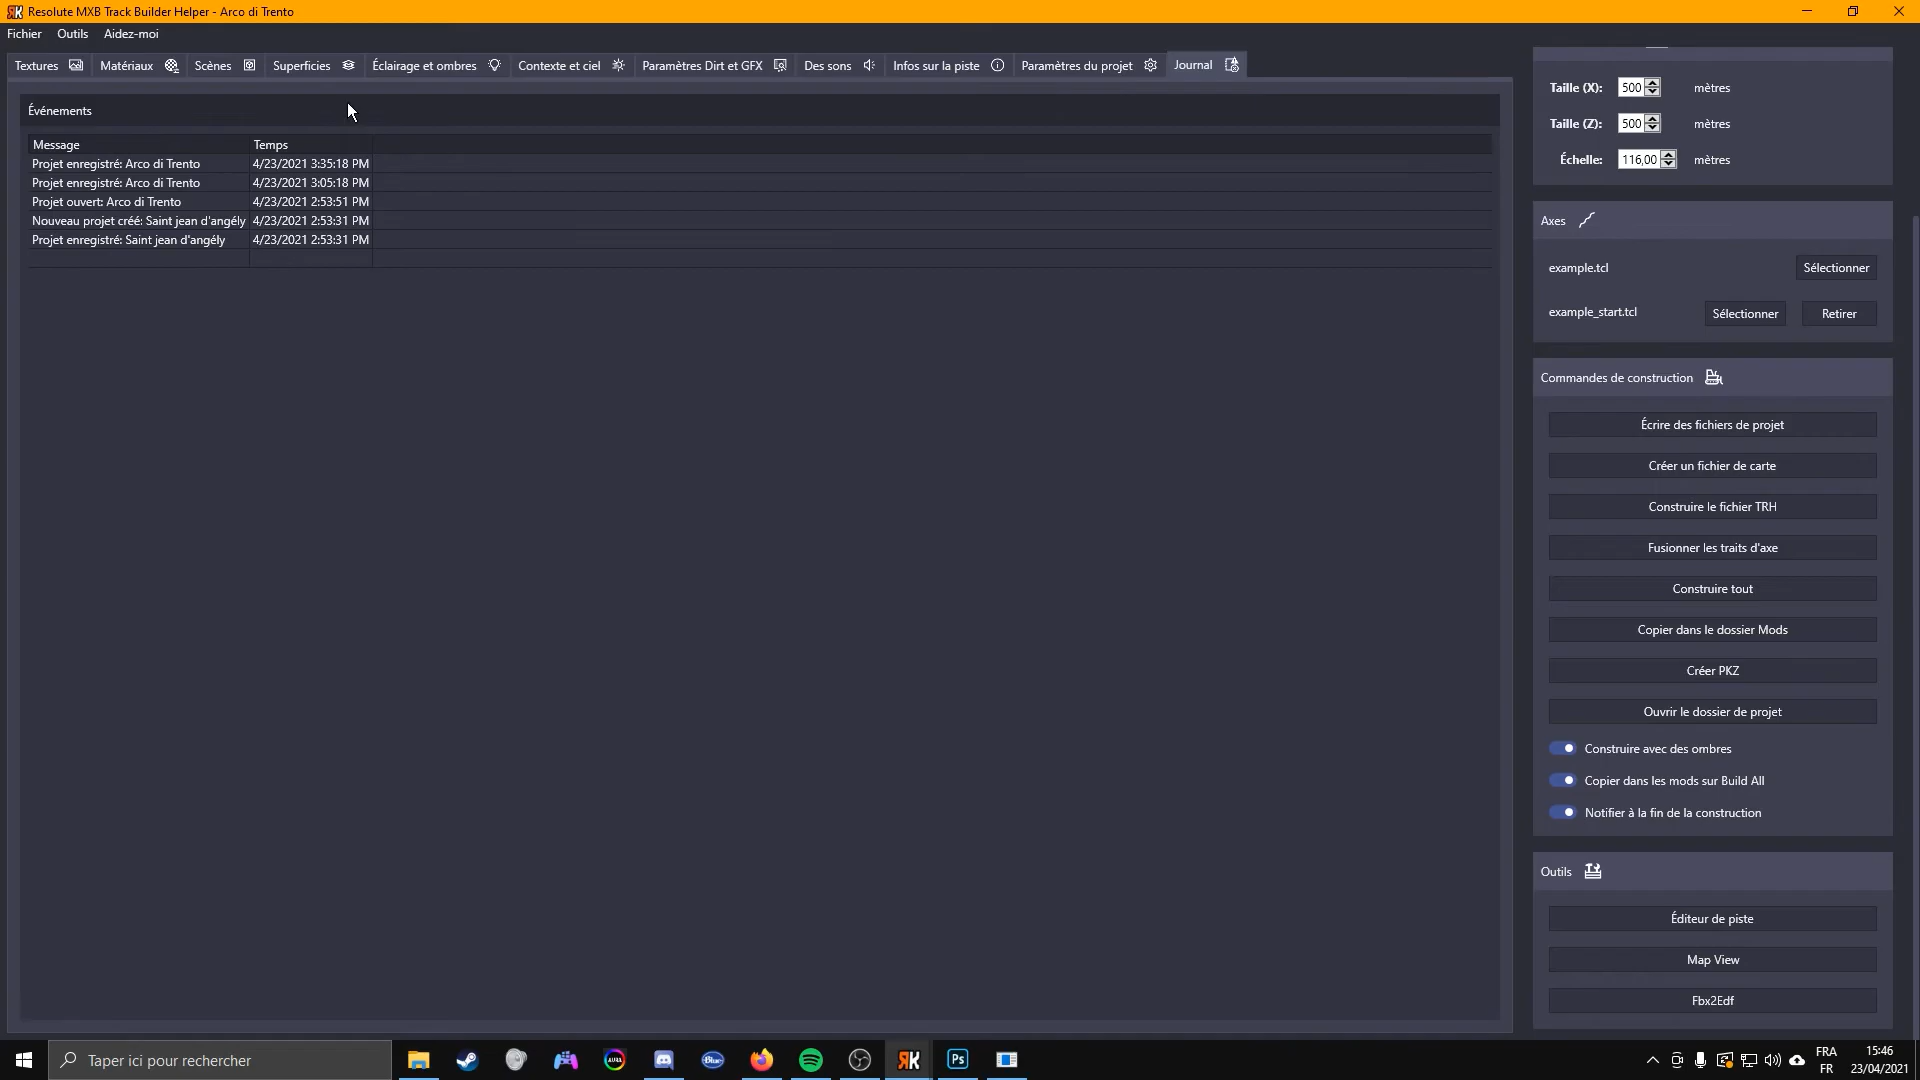 Resolute MXB Track Builder Helper - Arco di Trento
Fichier Outils Aidez-moi
Textures Matériaux Scènes Superficies Éclairage et ombres Contexte et ciel Paramètres Dirt et GFX Des sons Infos sur la piste Paramètres du projet Journal
Événements
Message Temps
Projet enregistré: Arco di Trento 4/23/2021 3:35:18 PM
Projet enregistré: Arco di Trento 4/23/2021 3:05:18 PM
Projet ouvert: Arco di Trento 4/23/2021 2:53:51 PM
Nouveau projet créé: Saint jean d'angély 4/23/2021 2:53:31 PM
Projet enregistré: Saint jean d'angély 4/23/2021 2:53:31 PM
Taille (X): 500 mètres
Taille (Z): 500 mètres
Échelle: 116,00 mètres
Axes
example.tcl Sélectionner
example_start.tcl Sélectionner Retirer
Commandes de construction
Écrire des fichiers de projet
Créer un fichier de carte
Construire le fichier TRH
Fusionner les traits d'axe
Construire tout
Copier dans le dossier Mods
Créer PKZ
Ouvrir le dossier de projet
Construire avec des ombres
Copier dans les mods sur Build All
Notifier à la fin de la construction
Outils
Éditeur de piste
Map View
Fbx2Edf
Taper ici pour rechercher
AURA
Blue
RK
Ps
FRA
FR
15:46
23/04/2021